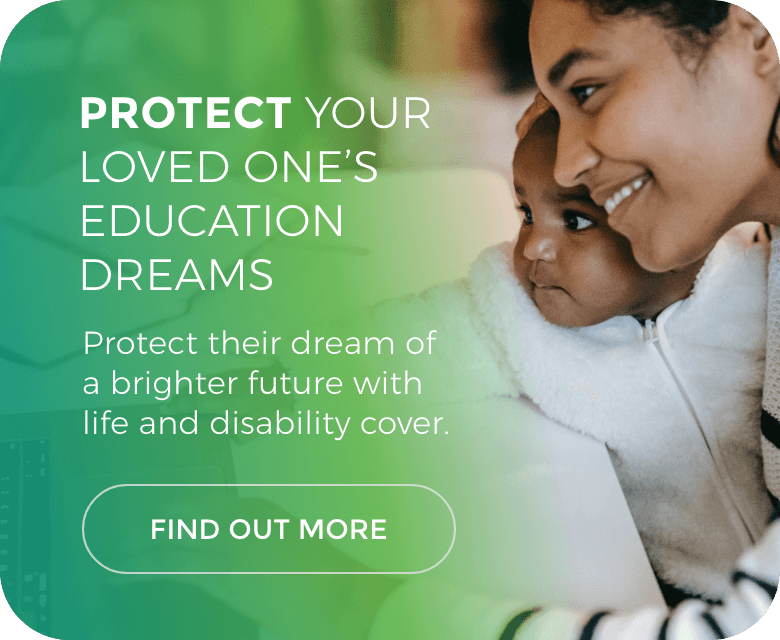 PROTECT YOUR
LOVED ONE’S
EDUCATION
DREAMS
Protect their dream of
a brighter future with
life and disability cover.
FIND OUT MORE